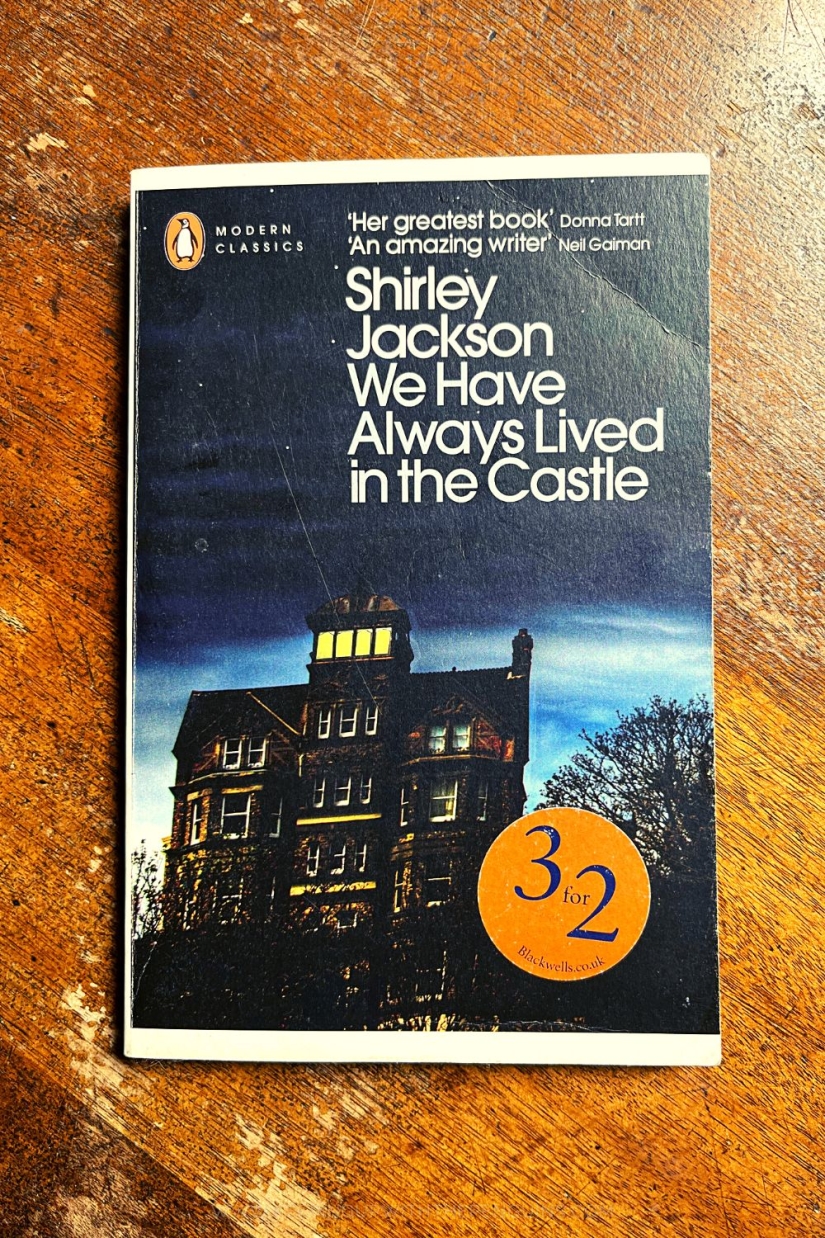 MODERN
CLASSICS
‘Her greatest book’ Donna Tartt
‘An amazing writer’ Neil Gaiman
Shirley
Jackson
We Have
Always Lived
in the Castle
3 for 2
Blackwells.co.uk